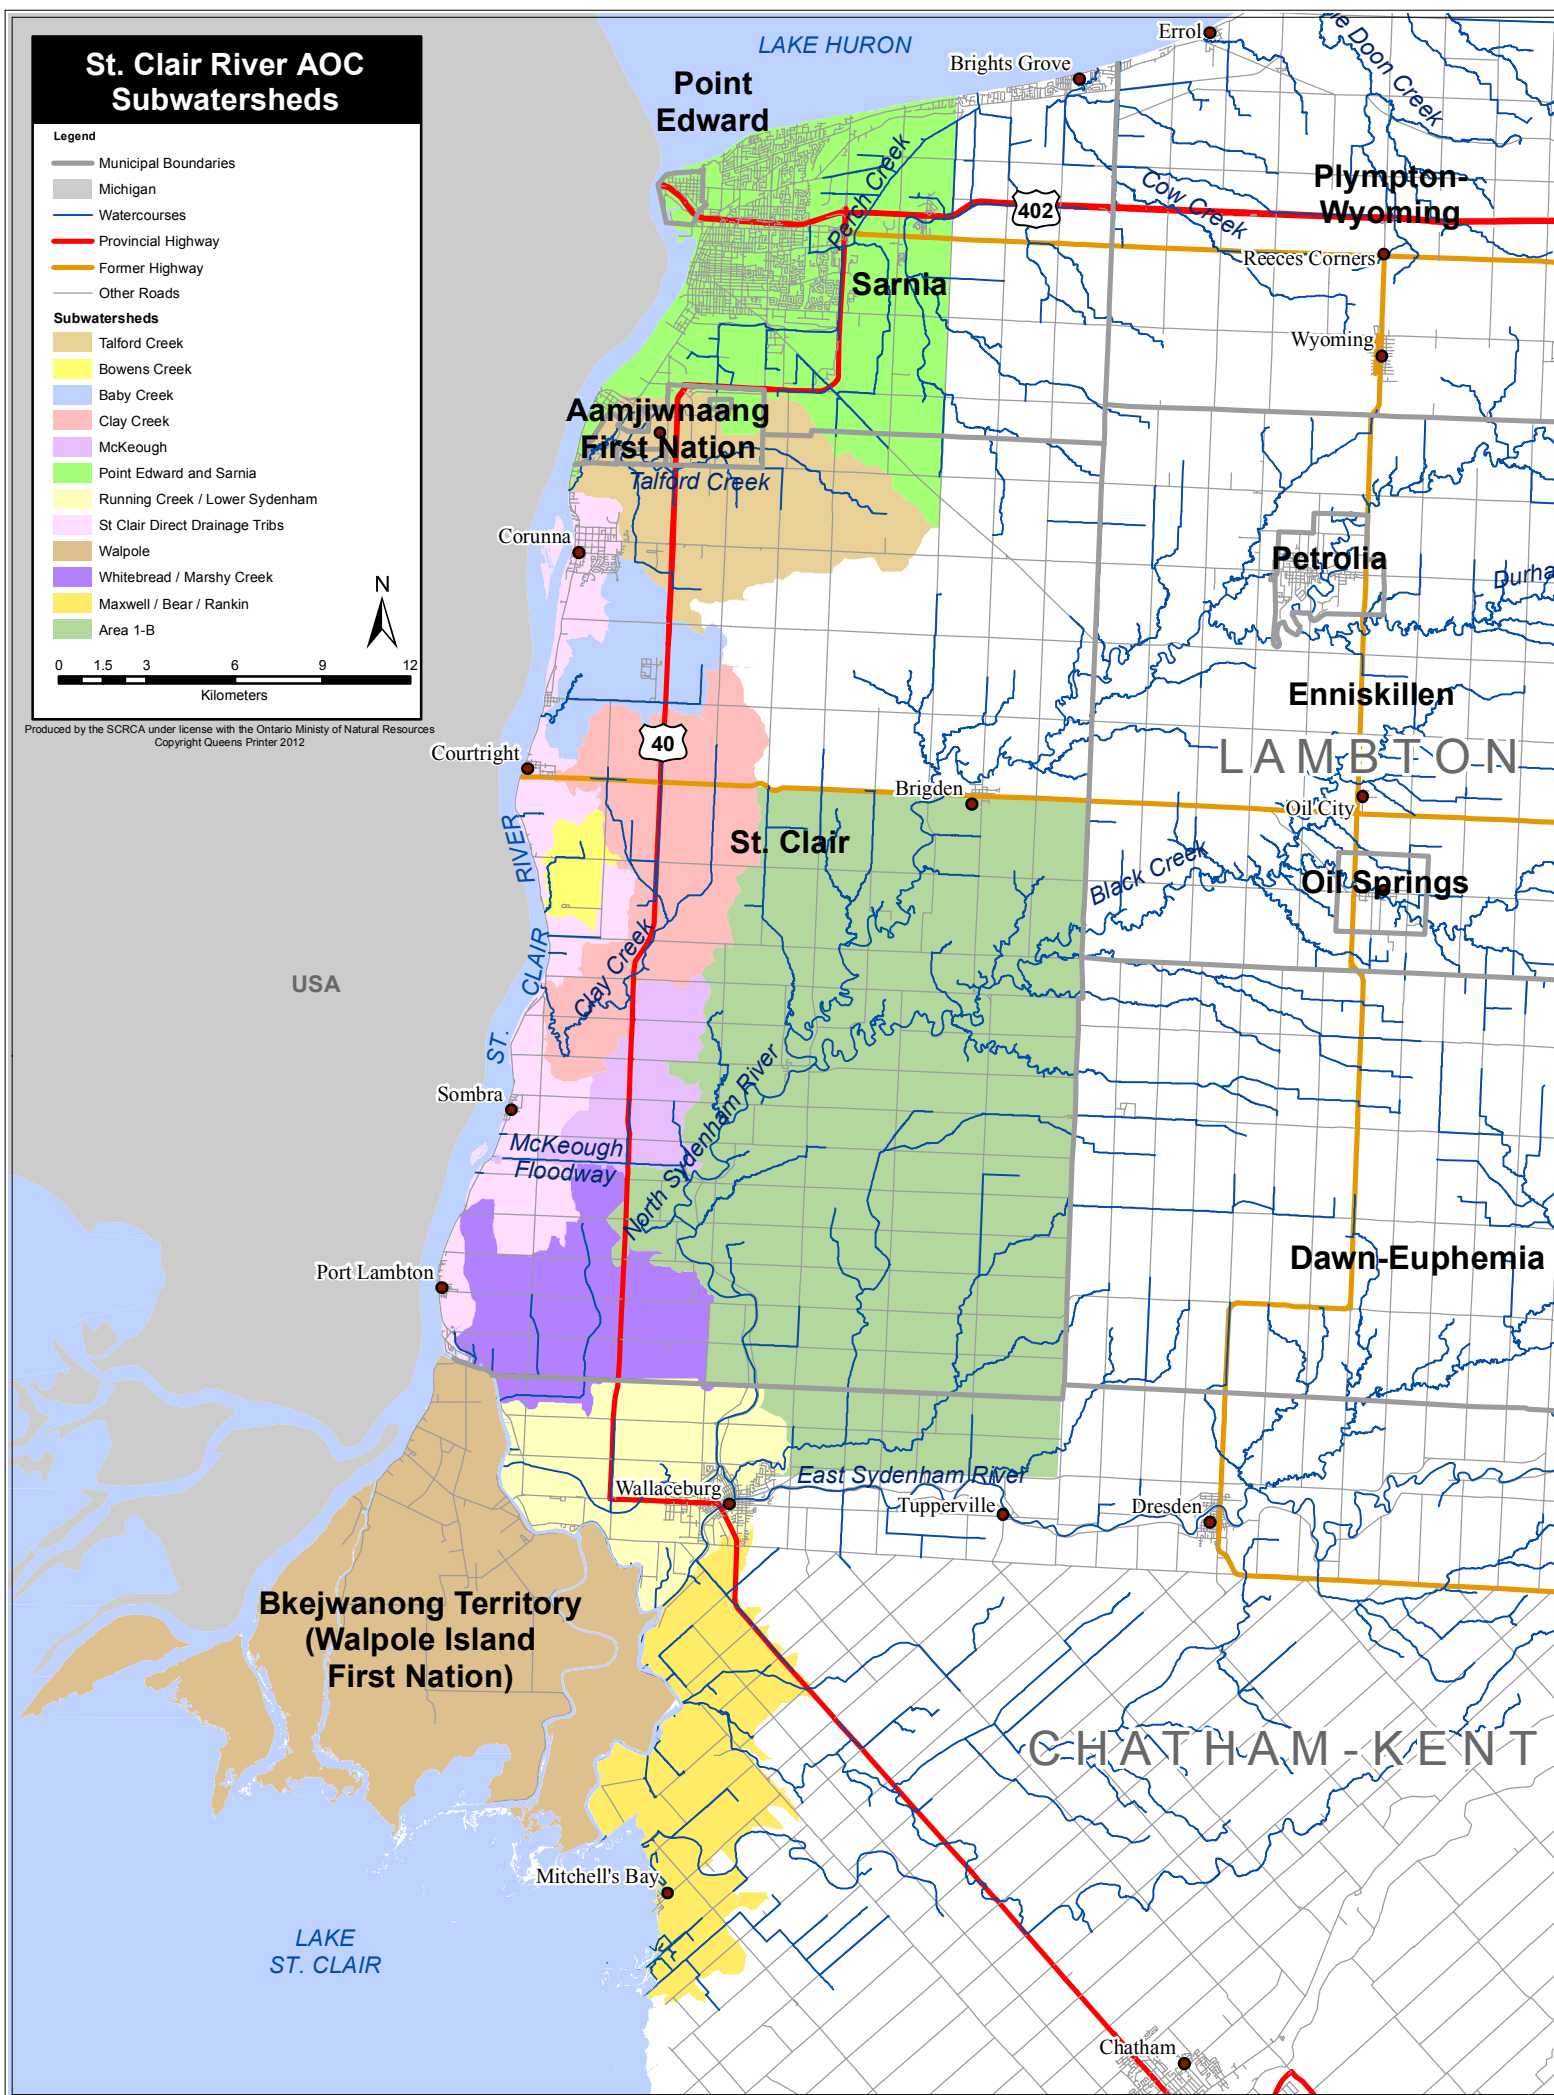 St. Clair River AOC
Subwatersheds
Legend
Municipal Boundaries
Michigan
Watercourses
Provincial Highway
Former Highway
Other Roads
Subwatersheds
Talford Creek
Bowens Creek
Baby Creek
Clay Creek
McKeough
Point Edward and Sarnia
Running Creek / Lower Sydenham
St Clair Direct Drainage Tribs
Walpole
Whitebread / Marshy Creek
Maxwell / Bear / Rankin
Area 1-B
N
0 1.5 3 6 9 12
Kilometers
Produced by the SCRCA under license with the Ontario Ministy of Natural Resources
Copyright Queens Printer 2012
LAKE HURON
Errol
Brights Grove
Point
Edward
Doon Creek
Perch Creek
Cow Creek
Plympton-
Wyoming
402
Reeces Corners
Sarnia
Wyoming
Aamjiwnaang
First Nation
Talford Creek
Corunna
Petrolia
Durha
Enniskillen
LAMBTON
40
Courtright
Brigden
Oil City
St. Clair
Black Creek
Oil Springs
ST. CLAIR RIVER
Clay Creek
USA
North Sydenham River
Sombra
McKeough
Floodway
Dawn-Euphemia
Port Lambton
East Sydenham River
Wallaceburg
Tupperville
Dresden
Bkejwanong Territory
(Walpole Island
First Nation)
CHATHAM-KENT
Mitchell's Bay
LAKE
ST. CLAIR
Chatham